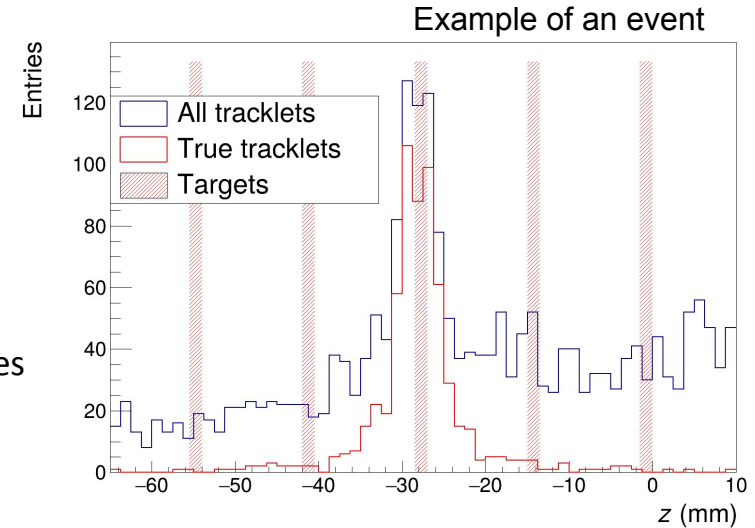 Example of an event
Entries
All tracklets
True tracklets
Targets
120
100
80
60
40
20
0
es
−60 −50 −40 −30 −20 −10 0 10
z (mm)